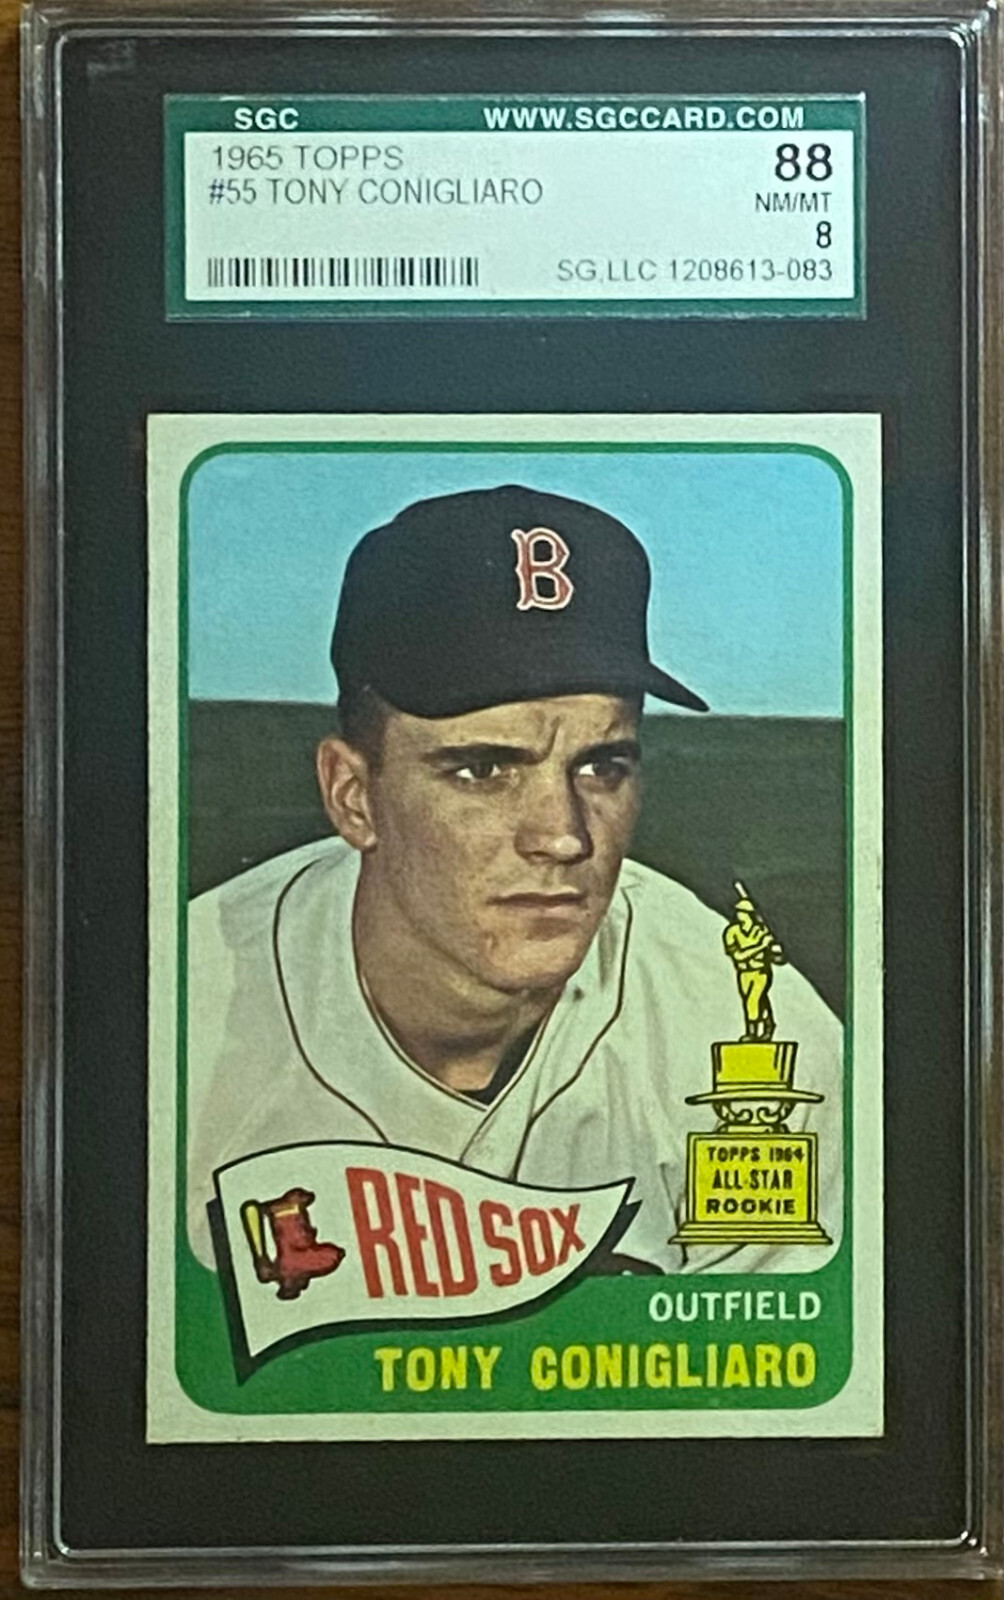 SGC WWW.SGCCARD.COM
1965 TOPPS 88
#55 TONY CONIGLIARO NM/MT
8
SG,LLC 1208613-083
B
TOPPS 1964
ALL-STAR
ROOKIE
RED SOX
OUTFIELD
TONY CONIGLIARO